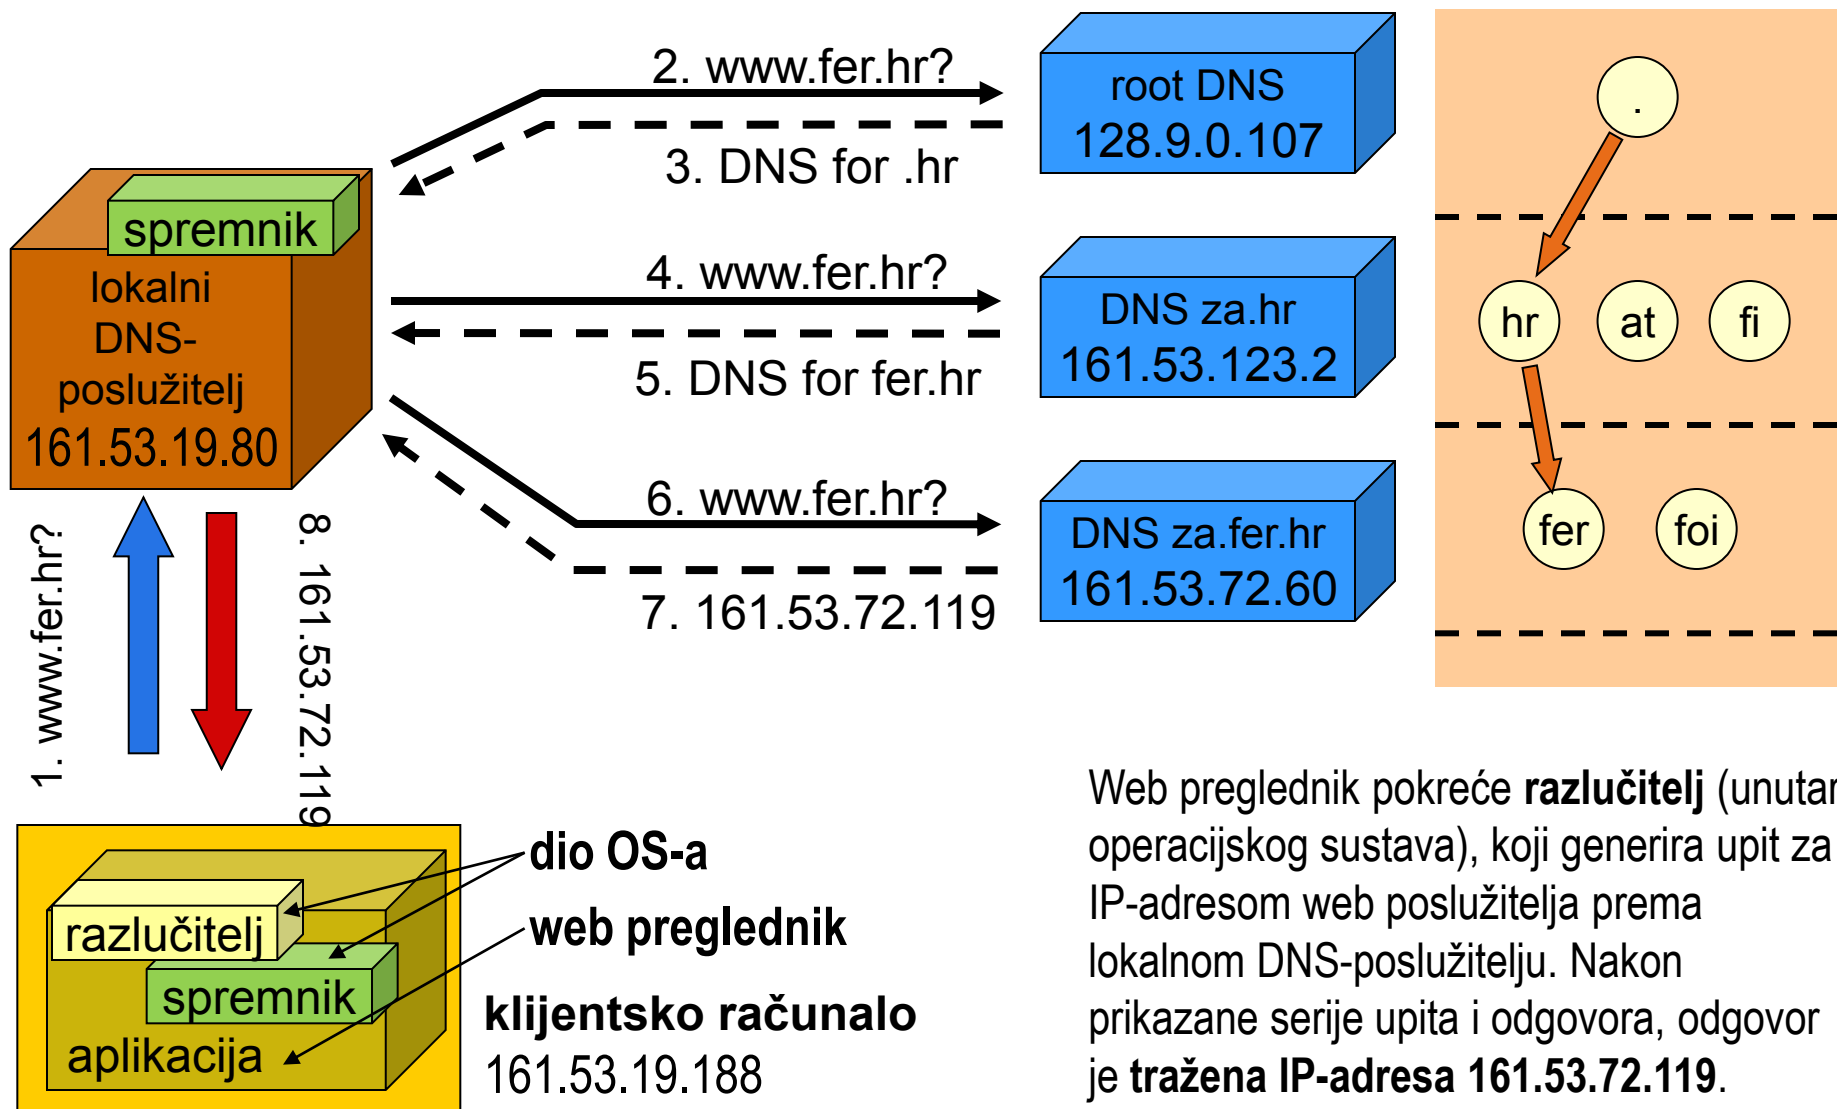 2. www.fer.hr?
root DNS
128.9.0.107
3. DNS for .hr
.
spremnik
lokalni
DNS-
poslužitelj
161.53.19.80
4. www.fer.hr?
DNS za.hr
161.53.123.2
5. DNS for fer.hr
hr
at
fi
6. www.fer.hr?
DNS za.fer.hr
161.53.72.60
7. 161.53.72.119
fer
foi
1. www.fer.hr?
8. 161.53.72.119
razlučitelj
spremnik
aplikacija
dio OS-a
web preglednik
klijentsko računalo
161.53.19.188
Web preglednik pokreće razlučitelj (unutar
operacijskog sustava), koji generira upit za
IP-adresom web poslužitelja prema
lokalnom DNS-poslužitelju. Nakon
prikazane serije upita i odgovora, odgovor
je tražena IP-adresa 161.53.72.119.